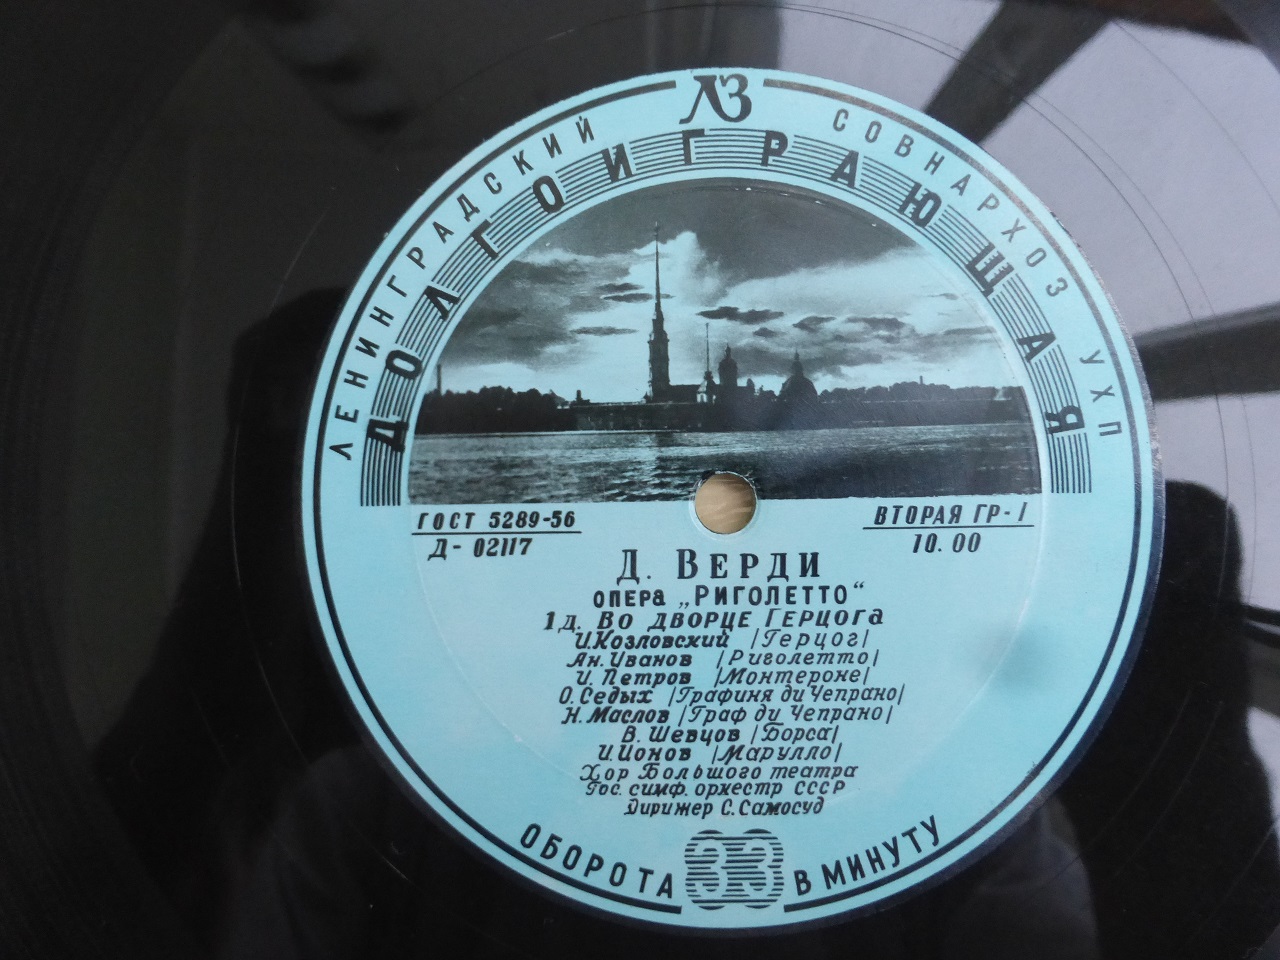 ЛЗ
ЛЕНИНГРАДСКИЙ СОВНАРХОЗ УХП
ДОЛГОИГРАЮЩАЯ
ГОСТ 5289-56
Д- 02117
ВТОРАЯ ГР-1
10.00
Д. ВЕРДИ
ОПЕРА „РИГОЛЕТТО“
1 Д. ВО ДВОРЦЕ ГЕРЦОГА
И. Козловский |Герцог|
Ан. Иванов |Риголетто|
И. Петров |Монтероне|
О. Седых |Графиня ди Чепрано|
Н. Маслов |Граф ди Чепрано|
В. Шевцов |Борса|
И. Ионов |Марулло|
Хор Большого театра
Гос. симф. оркестр СССР
Дирижер С. Самосуд
ОБОРОТА 33 В МИНУТУ